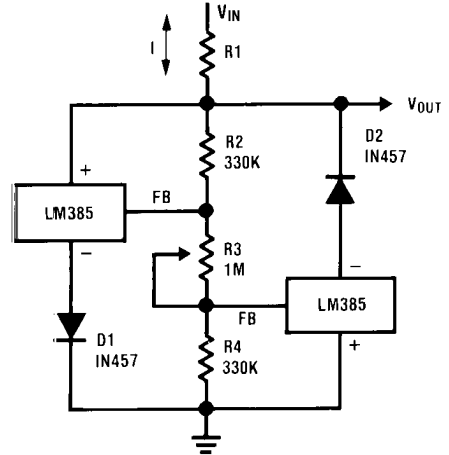 VIN
I
R1
VOUT
R2
330K
D2
IN457
+
LM385
FB
−
R3
1M
−
LM385
FB
+
D1
IN457
R4
330K